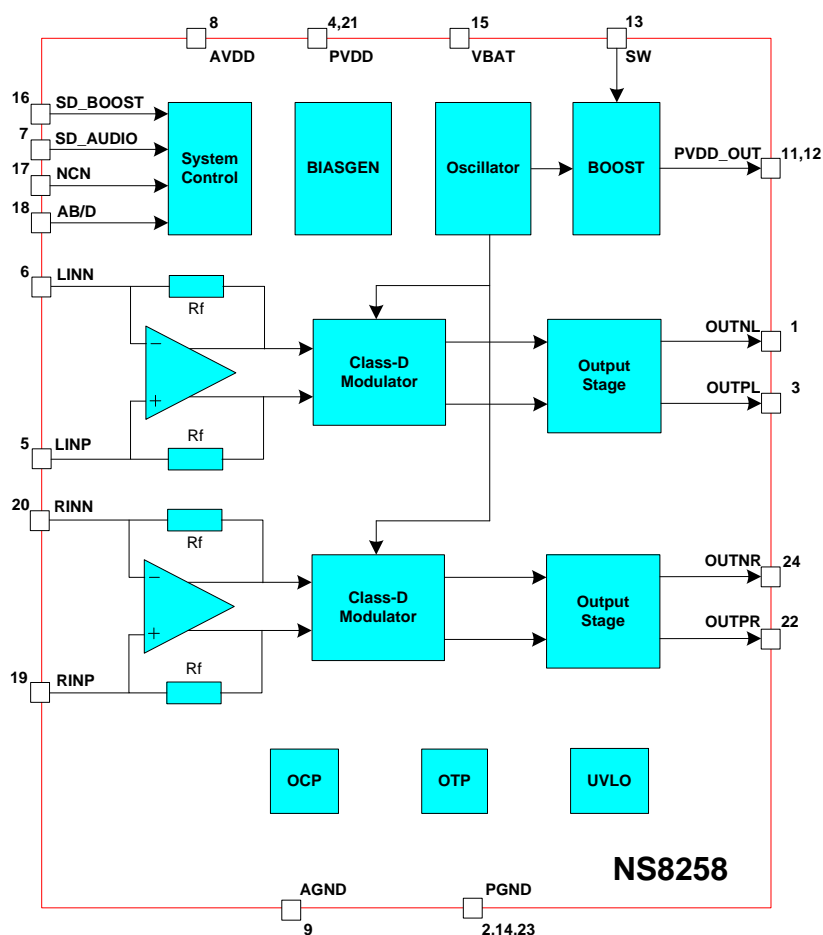 8
4,21
15
13
AVDD
PVDD
VBAT
SW
16
SD_BOOST
7
SD_AUDIO
17
NCN
18
AB/D
System
Control
BIASGEN
Oscillator
BOOST
PVDD_OUT
11,12
6
LINN
Rf
Class-D
Modulator
Output
Stage
OUTNL
1
OUTPL
3
−
+
Rf
5
LINP
20
RINN
Rf
Class-D
Modulator
Output
Stage
OUTNR
24
OUTPR
22
−
+
Rf
19
RINP
OCP
OTP
UVLO
NS8258
AGND
PGND
9
2,14,23